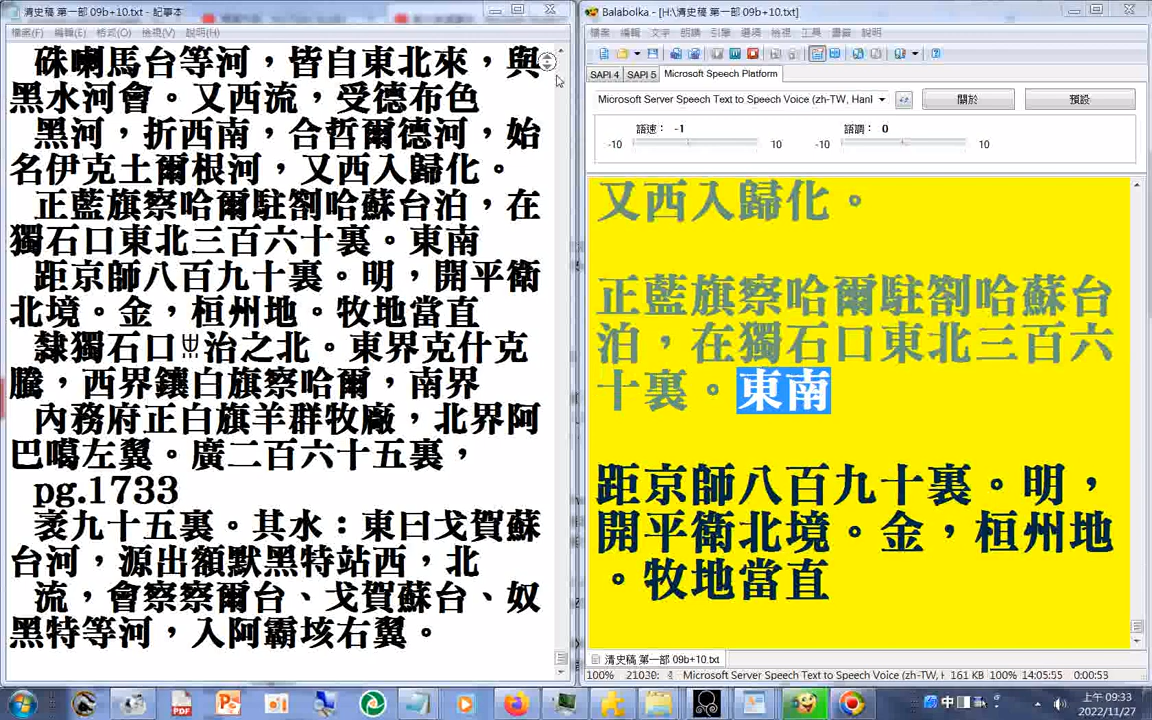 清史稿 第一部 09b+10.txt - 記事本
檔案(F) 編輯(E) 格式(O) 檢視(V) 說明(H)
硃喇馬台等河，皆自東北來，與
黑水河會。又西流，受德布色
黑河，折西南，合哲爾德河，始
名伊克土爾根河，又西入歸化。
正藍旗察哈爾駐劄哈蘇台泊，在
獨石口東北三百六十裏。東南
距京師八百九十裏。明，開平衛
北境。金，桓州地。牧地當直
隸獨石口𠁥治之北。東界克什克
騰，西界鑲白旗察哈爾，南界
內務府正白旗羊群牧廠，北界阿
巴噶左翼。廣二百六十五裏，
pg.1733
袤九十五裏。其水：東曰戈賀蘇
台河，源出額默黑特站西，北
流，會察察爾台、戈賀蘇台、奴
黑特等河，入阿霸垓右翼。
Balabolka - [H:\清史稿 第一部 09b+10.txt]
檔案 編輯 文字 朗讀 引擎 選項 檢視 工具 書籤 說明
SAPI 4 SAPI 5 Microsoft Speech Platform
Microsoft Server Speech Text to Speech Voice (zh-TW, Hanl
關於 預設
語速： -1 語調： 0
-10 10 -10 10
又西入歸化。
正藍旗察哈爾駐劄哈蘇台
泊，在獨石口東北三百六
十裏。東南
距京師八百九十裏。明，
開平衛北境。金，桓州地
。牧地當直
清史稿 第一部 09b+10.txt
100% Microsoft Server Speech Text to Speech Voice (zh-TW, H 161 KB 100% 14:05:55 0:00:53
中
上午 09:33
2022/11/27